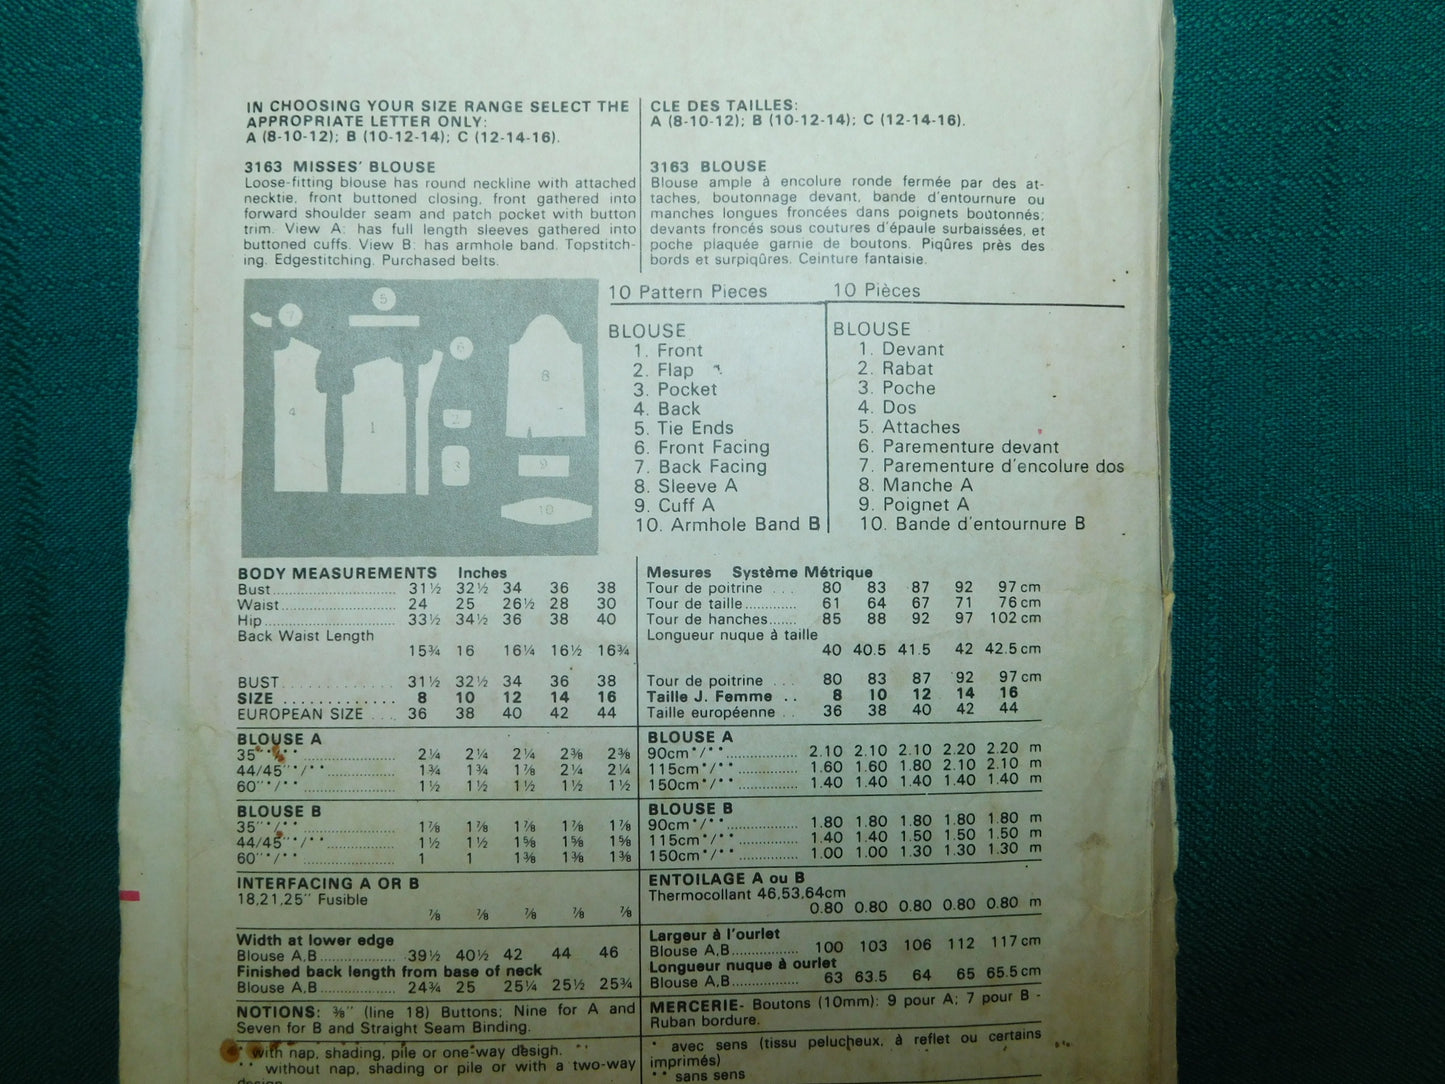 IN CHOOSING YOUR SIZE RANGE SELECT THE
APPROPRIATE LETTER ONLY:
A (8-10-12); B (10-12-14); C (12-14-16).
3163 MISSES' BLOUSE
Loose-fitting blouse has round neckline with attached
necktie, front buttoned closing, front gathered into
forward shoulder seam and patch pocket with button
trim. View A: has full length sleeves gathered into
buttoned cuffs. View B: has armhole band. Topstitch-
ing. Edgestitching. Purchased belts.
CLE DES TAILLES:
A (8-10-12); B (10-12-14); C (12-14-16).
3163 BLOUSE
Blouse ample à encolure ronde fermée par des at-
taches, boutonnage devant, bande d'entournure ou
manches longues froncées dans poignets boutonnés;
devants froncés sous coutures d'épaule surbaissées, et
poche plaquée garnie de boutons. Piqûres près des
bords et surpiqûres. Ceinture fantaisie.
5
7
6
8
4
1
2
3
9
10
10 Pattern Pieces
BLOUSE
1. Front
2. Flap
3. Pocket
4. Back
5. Tie Ends
6. Front Facing
7. Back Facing
8. Sleeve A
9. Cuff A
10. Armhole Band B
10 Pièces
BLOUSE
1. Devant
2. Rabat
3. Poche
4. Dos
5. Attaches
6. Parementure devant
7. Parementure d'encolure dos
8. Manche A
9. Poignet A
10. Bande d'entournure B
BODY MEASUREMENTS Inches
Bust 31½ 32½ 34 36 38
Waist 24 25 26½ 28 30
Hip 33½ 34½ 36 38 40
Back Waist Length
15¾ 16 16¼ 16½ 16¾
BUST 31½ 32½ 34 36 38
SIZE 8 10 12 14 16
EUROPEAN SIZE 36 38 40 42 44
BLOUSE A
35''*/** 2¼ 2¼ 2¼ 2⅜ 2⅜
44/45''*/** 1¾ 1¾ 1⅞ 2¼ 2¼
60''*/** 1½ 1½ 1½ 1½ 1½
BLOUSE B
35''*/** 1⅞ 1⅞ 1⅞ 1⅞ 1⅞
44/45''*/** 1½ 1½ 1⅝ 1⅝ 1⅝
60''*/** 1 1 1⅜ 1⅜ 1⅜
INTERFACING A OR B
18,21,25'' Fusible
⅞ ⅞ ⅞ ⅞ ⅞
Width at lower edge
Blouse A,B 39½ 40½ 42 44 46
Finished back length from base of neck
Blouse A,B 24¾ 25 25¼ 25½ 25¾
NOTIONS: ⅜'' (line 18) Buttons; Nine for A and
Seven for B and Straight Seam Binding.
* with nap, shading, pile or one-way design.
** without nap, shading or pile or with a two-way
design.
Mesures Système Métrique
Tour de poitrine 80 83 87 92 97 cm
Tour de taille 61 64 67 71 76 cm
Tour de hanches 85 88 92 97 102 cm
Longueur nuque à taille
40 40.5 41.5 42 42.5 cm
Tour de poitrine 80 83 87 92 97 cm
Taille J. Femme 8 10 12 14 16
Taille européenne 36 38 40 42 44
BLOUSE A
90cm*/** 2.10 2.10 2.10 2.20 2.20 m
115cm*/** 1.60 1.60 1.80 2.10 2.10 m
150cm*/** 1.40 1.40 1.40 1.40 1.40 m
BLOUSE B
90cm*/** 1.80 1.80 1.80 1.80 1.80 m
115cm*/** 1.40 1.40 1.50 1.50 1.50 m
150cm*/** 1.00 1.00 1.30 1.30 1.30 m
ENTOILAGE A ou B
Thermocollant 46,53,64cm
0.80 0.80 0.80 0.80 0.80 m
Largeur à l'ourlet
Blouse A,B 100 103 106 112 117 cm
Longueur nuque à ourlet
Blouse A,B 63 63.5 64 65 65.5 cm
MERCERIE- Boutons (10mm): 9 pour A; 7 pour B -
Ruban bordure.
* avec sens (tissu pelucheux, à reflet ou certains
imprimés)
** sans sens